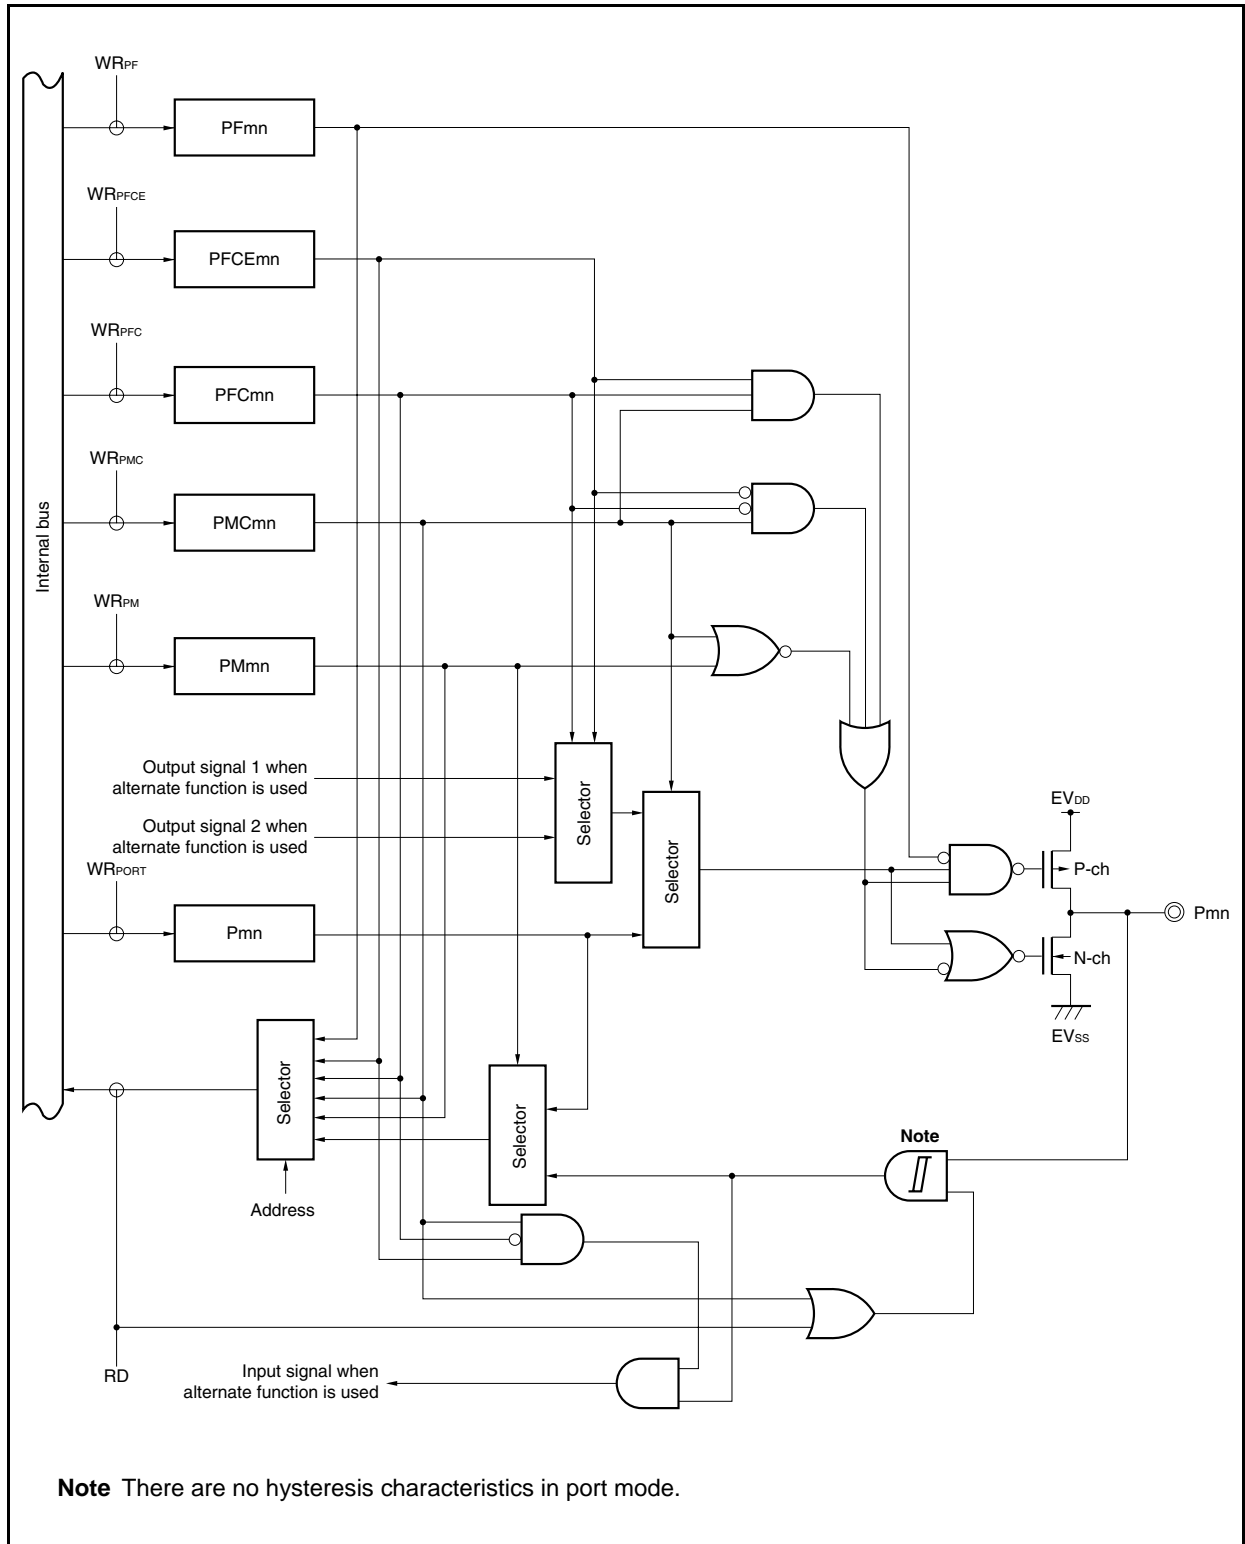 WRPF
PFmn
WRPFCE
PFCEmn
WRPFC
PFCmn
WRPMC
PMCmn
Internal bus
WRPM
PMmn
Output signal 1 when
alternate function is used
Output signal 2 when
alternate function is used
Selector
Selector
WRPORT
Pmn
EVDD
P-ch
Pmn
N-ch
EVSS
Selector
Address
Selector
Note
RD
Input signal when
alternate function is used
Note There are no hysteresis characteristics in port mode.